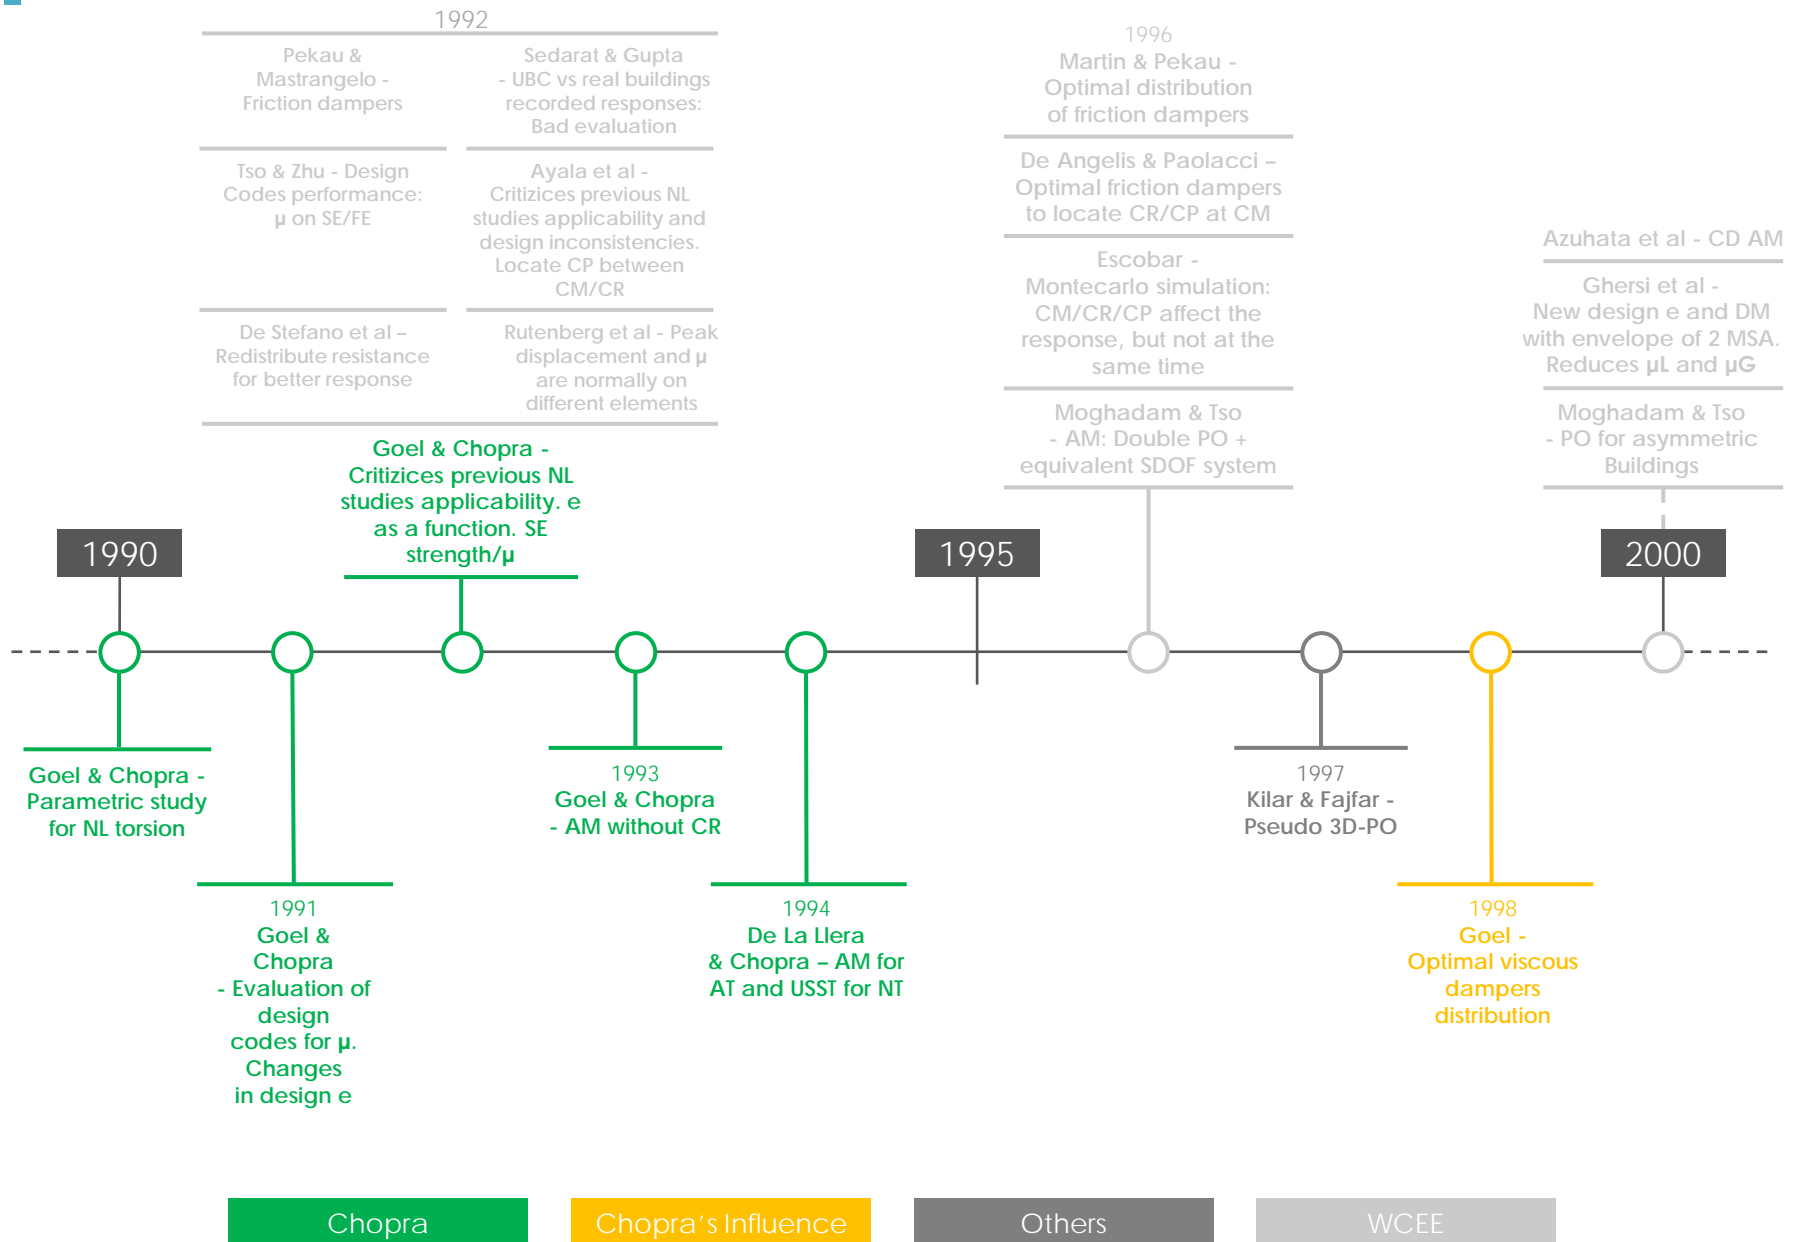 1992
Pekau &
Mastrangelo -
Friction dampers
Sedarat & Gupta
- UBC vs real buildings
recorded responses:
Bad evaluation
Tso & Zhu - Design
Codes performance:
µ on SE/FE
Ayala et al -
Critizices previous NL
studies applicability and
design inconsistencies.
Locate CP between
CM/CR
De Stefano et al –
Redistribute resistance
for better response
Rutenberg et al - Peak
displacement and µ
are normally on
different elements
Goel & Chopra -
Critizices previous NL
studies applicability. e
as a function. SE
strength/µ
1996
Martin & Pekau -
Optimal distribution
of friction dampers
De Angelis & Paolacci –
Optimal friction dampers
to locate CR/CP at CM
Escobar -
Montecarlo simulation:
CM/CR/CP affect the
response, but not at the
same time
Moghadam & Tso
- AM: Double PO +
equivalent SDOF system
Azuhata et al - CD AM
Ghersi et al -
New design e and DM
with envelope of 2 MSA.
Reduces µL and µG
Moghadam & Tso
- PO for asymmetric
Buildings
1990
1995
2000
Goel & Chopra -
Parametric study
for NL torsion
1991
Goel &
Chopra
- Evaluation of
design
codes for µ.
Changes
in design e
1993
Goel & Chopra
- AM without CR
1994
De La Llera
& Chopra – AM for
AT and USST for NT
1997
Kilar & Fajfar -
Pseudo 3D-PO
1998
Goel -
Optimal viscous
dampers
distribution
Chopra
Chopra's Influence
Others
WCEE